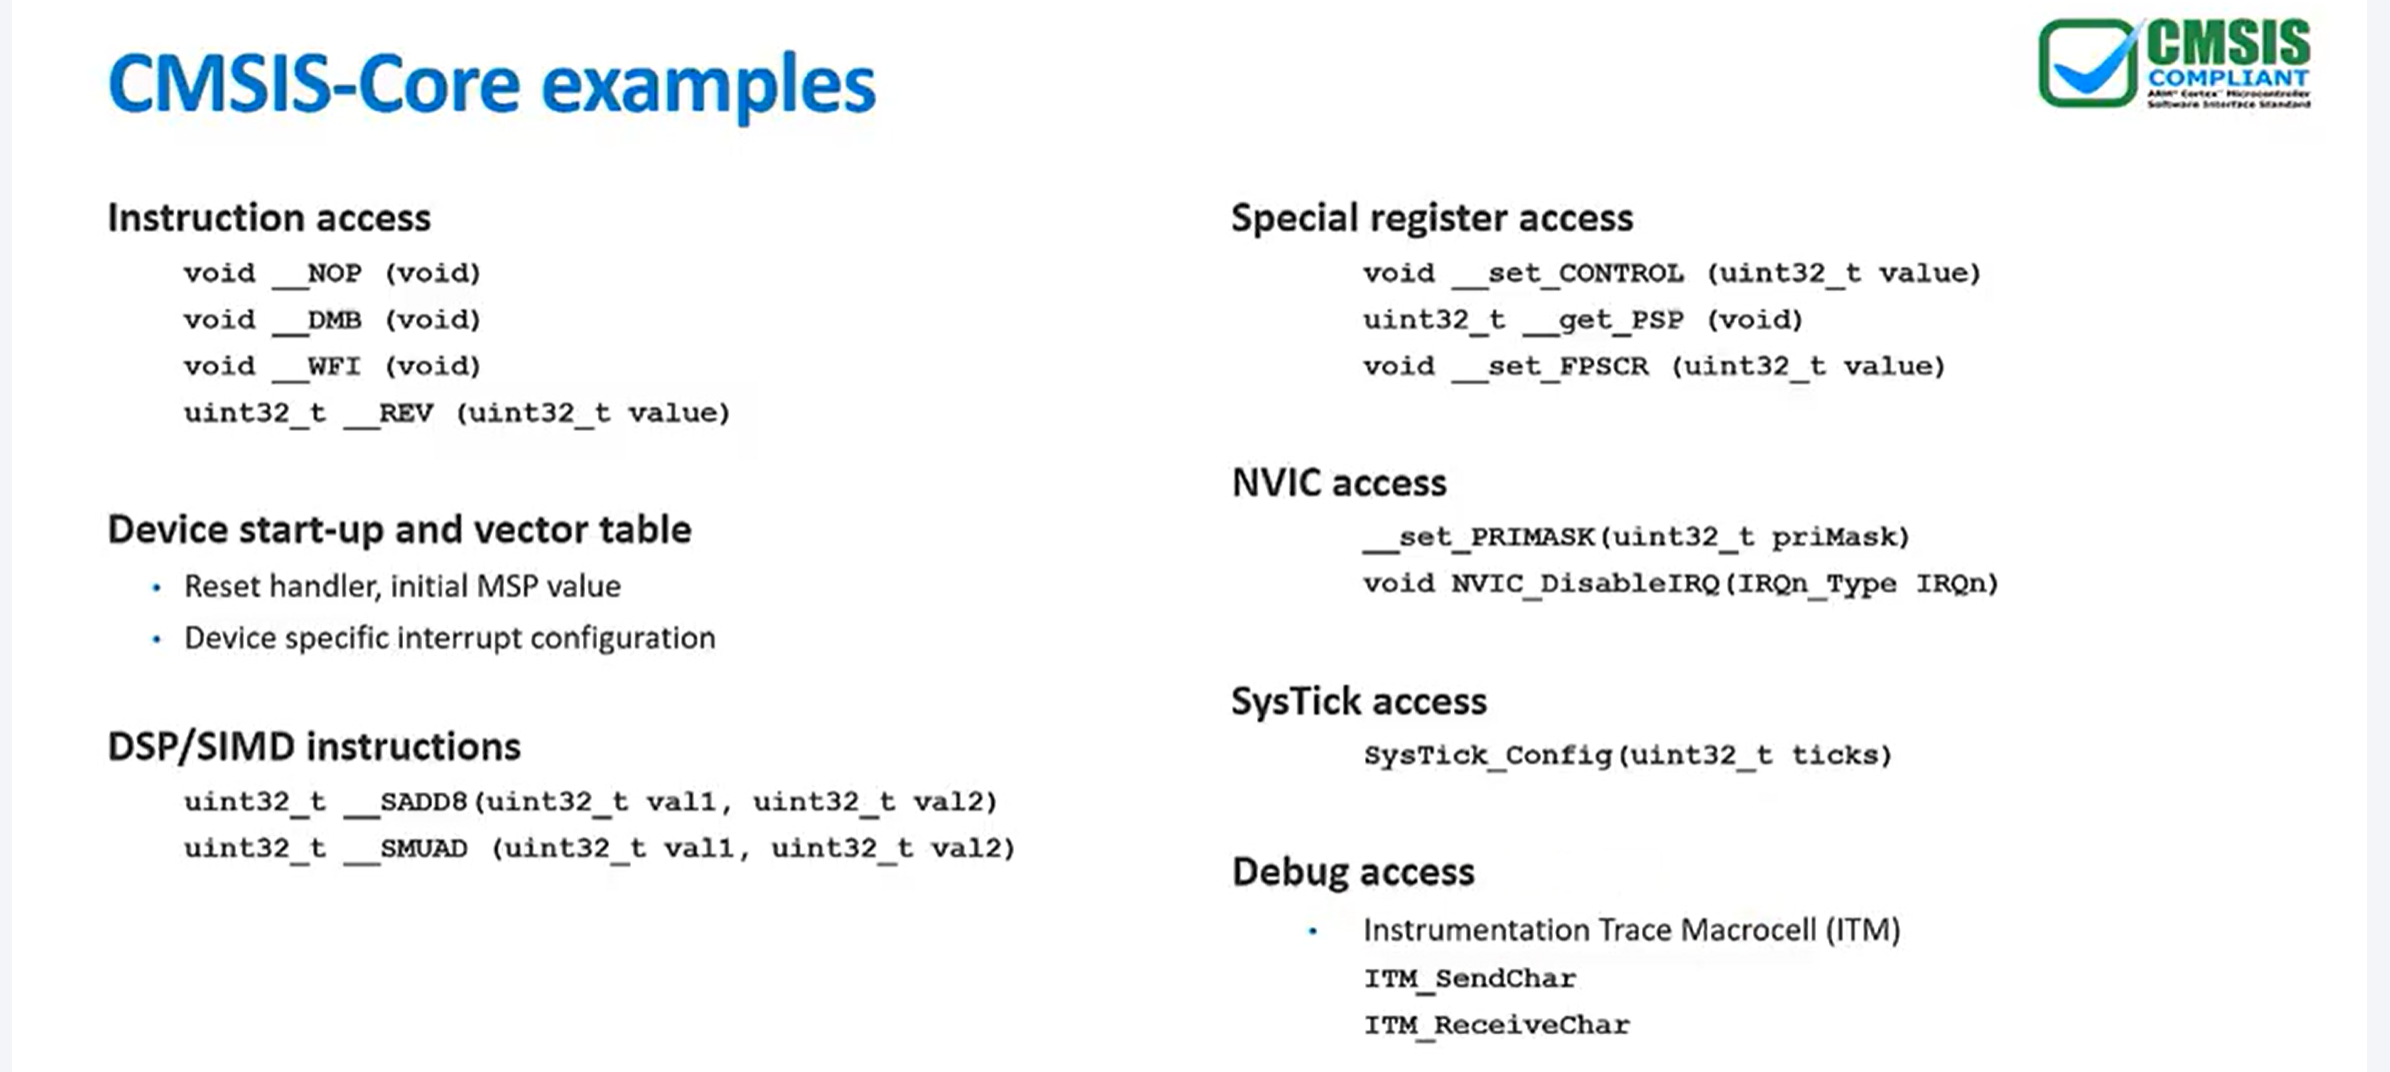 CMSIS-Core examples
CMSIS
COMPLIANT
ARM® Cortex™ Microcontroller
Software Interface Standard
Instruction access
void __NOP (void)
void __DMB (void)
void __WFI (void)
uint32_t __REV (uint32_t value)
Device start-up and vector table
• Reset handler, initial MSP value
• Device specific interrupt configuration
DSP/SIMD instructions
uint32_t __SADD8(uint32_t val1, uint32_t val2)
uint32_t __SMUAD (uint32_t val1, uint32_t val2)
Special register access
void __set_CONTROL (uint32_t value)
uint32_t __get_PSP (void)
void __set_FPSCR (uint32_t value)
NVIC access
__set_PRIMASK(uint32_t priMask)
void NVIC_DisableIRQ(IRQn_Type IRQn)
SysTick access
SysTick_Config(uint32_t ticks)
Debug access
• Instrumentation Trace Macrocell (ITM)
ITM_SendChar
ITM_ReceiveChar